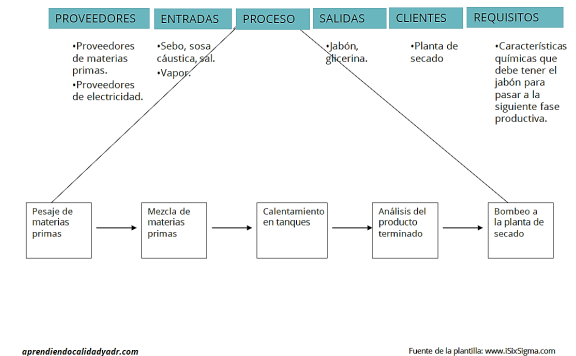 PROVEEDORES
ENTRADAS
PROCESO
SALIDAS
CLIENTES
REQUISITOS
•Proveedores
de materias
primas.
•Proveedores
de electricidad.
•Sebo, sosa
cáustica, sal.
•Vapor.
•Jabón,
glicerina.
•Planta de
secado
•Características
químicas que
debe tener el
jabón para
pasar a la
siguiente fase
productiva.
Pesaje de
materias
primas
Mezcla de
materias
primas
Calentamiento
en tanques
Análisis del
producto
terminado
Bombeo a
la planta de
secado
aprendiendocalidadyadr.com
Fuente de la plantilla: www.iSixSigma.com